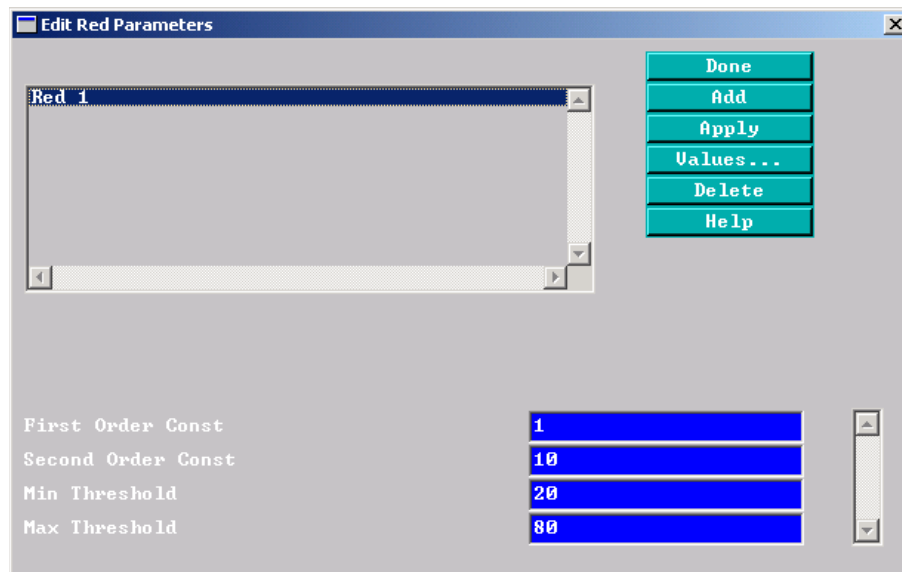 Edit Red Parameters
Red 1
Done
Add
Apply
Values...
Delete
Help
First Order Const
1
Second Order Const
10
Min Threshold
20
Max Threshold
80